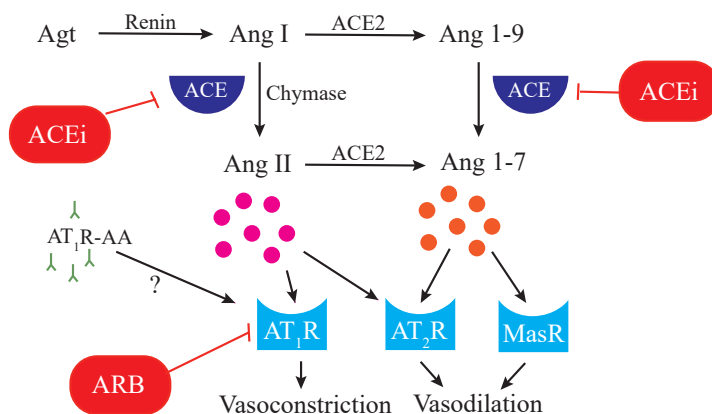 Agt
Renin
Ang I
ACE2
Ang 1-9
ACE
Chymase
ACE
ACEi
ACEi
Ang II
ACE2
Ang 1-7
AT₁R-AA
?
AT₁R
AT₂R
MasR
ARB
Vasoconstriction
Vasodilation